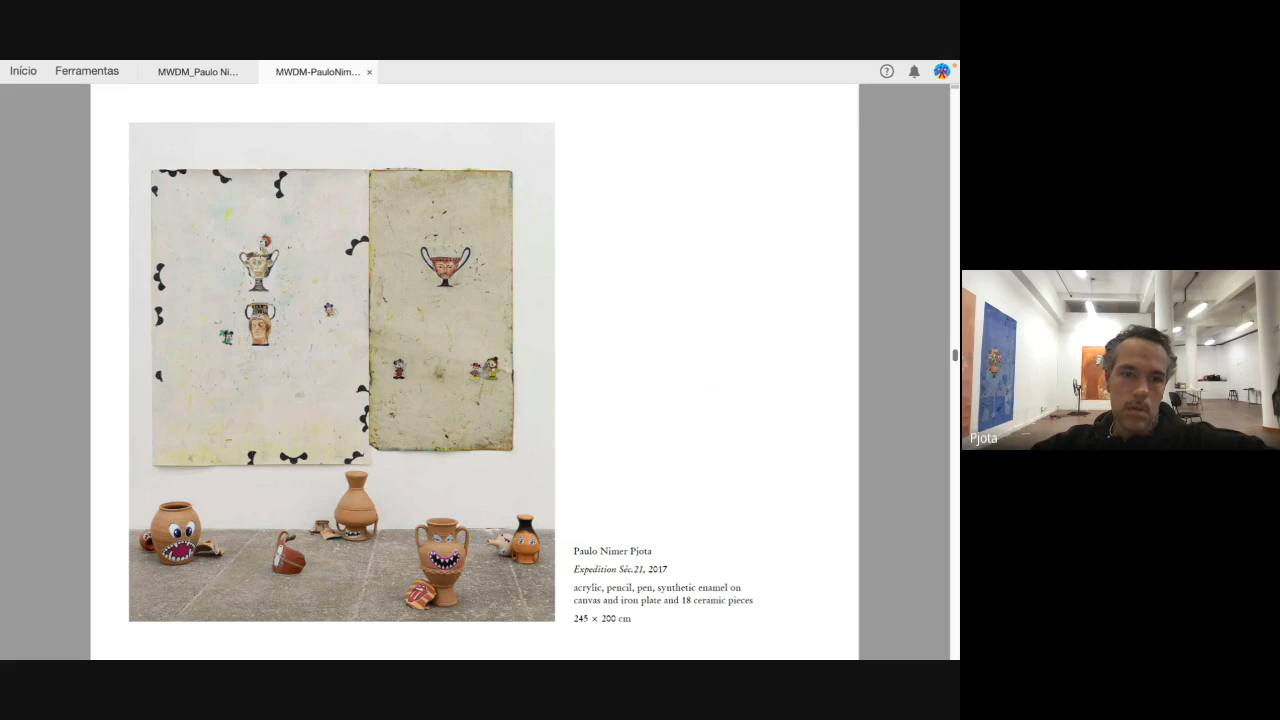 Início Ferramentas MWDM_Paulo Ni... MWDM-PauloNim... ×
?
Paulo Nimer Pjota
Expedition Séc.21, 2017
acrylic, pencil, pen, synthetic enamel on
canvas and iron plate and 18 ceramic pieces
245 × 200 cm
Pjota